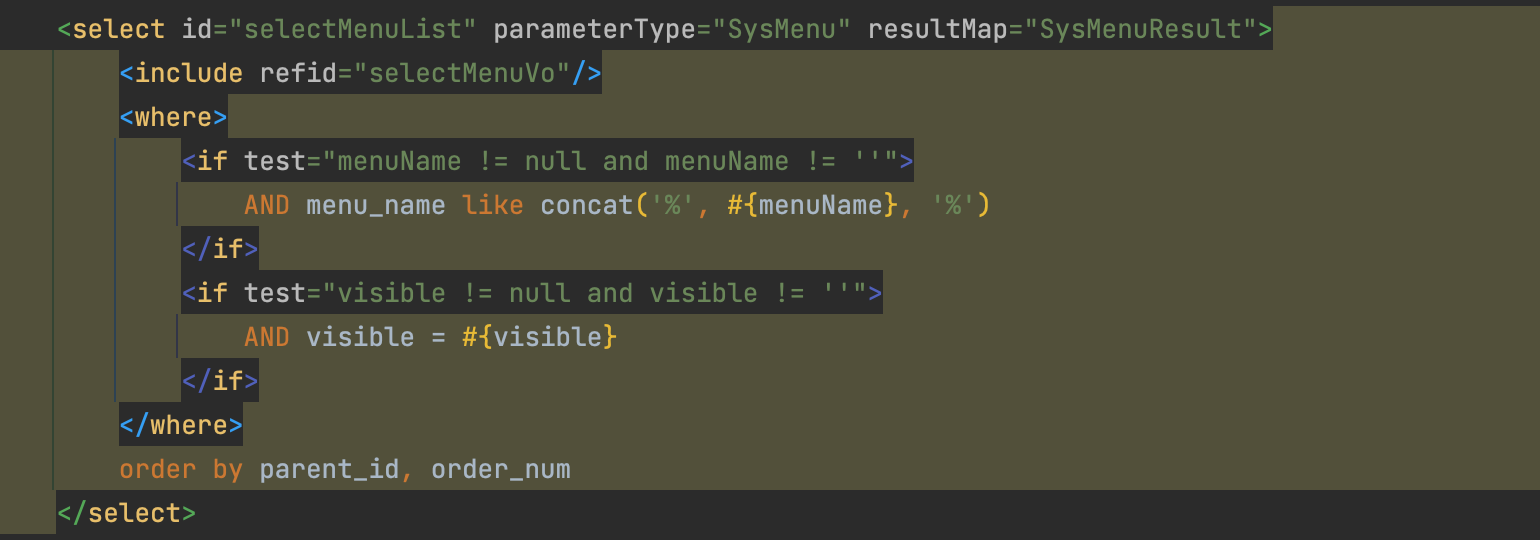 <select id="selectMenuList" parameterType="SysMenu" resultMap="SysMenuResult">
<include refid="selectMenuVo"/>
<where>
<if test="menuName != null and menuName != ''">
AND menu_name like concat('%', #{menuName}, '%')
</if>
<if test="visible != null and visible != ''">
AND visible = #{visible}
</if>
</where>
order by parent_id, order_num
</select>